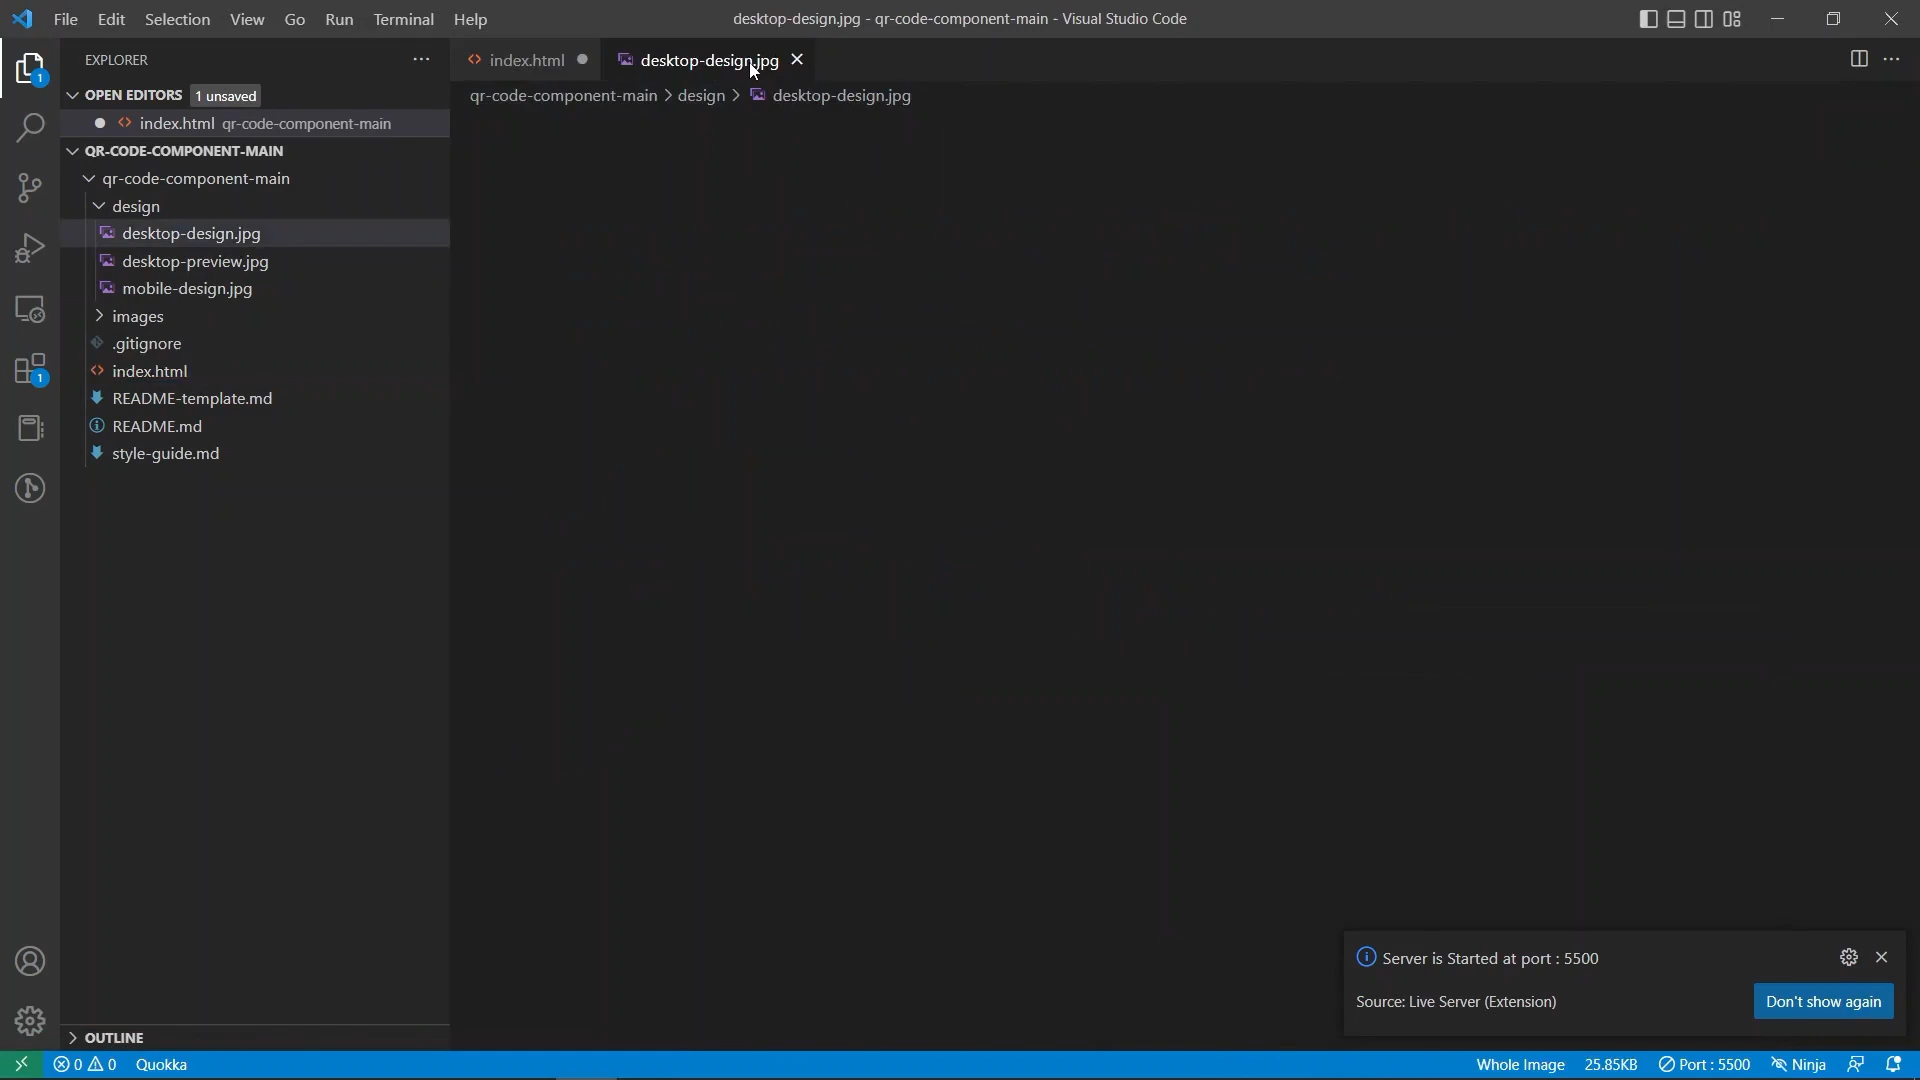 File Edit Selection View Go Run Terminal Help
desktop-design.jpg - qr-code-component-main - Visual Studio Code
EXPLORER
index.html
desktop-design.jpg
OPEN EDITORS 1 unsaved
qr-code-component-main > design > desktop-design.jpg
index.html qr-code-component-main
QR-CODE-COMPONENT-MAIN
qr-code-component-main
design
desktop-design.jpg
desktop-preview.jpg
mobile-design.jpg
images
.gitignore
index.html
README-template.md
README.md
style-guide.md
1
1
Server is Started at port : 5500
Source: Live Server (Extension)
Don't show again
OUTLINE
0 0 Quokka
Whole Image 25.85KB Port : 5500 Ninja